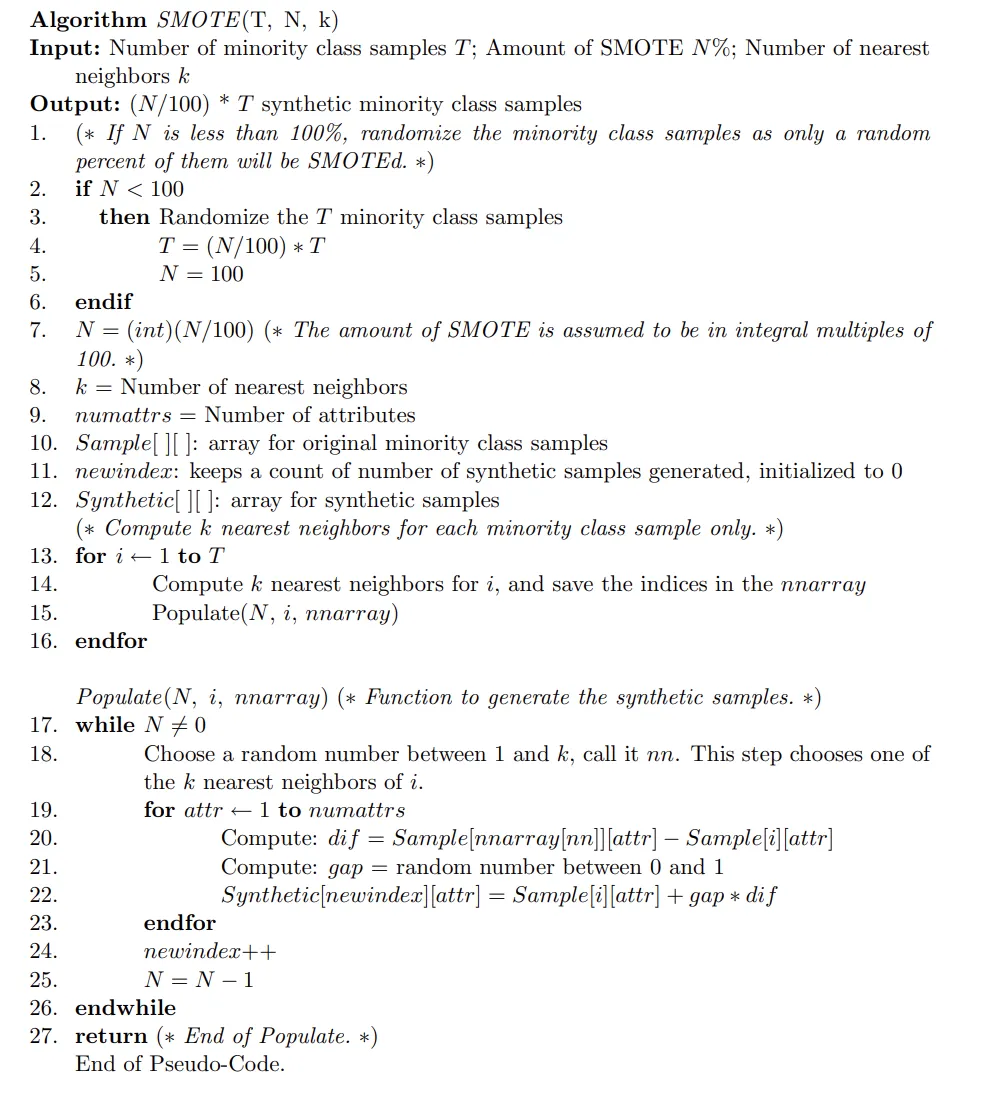 Algorithm SMOTE(T, N, k)
Input: Number of minority class samples T; Amount of SMOTE N%; Number of nearest
neighbors k
Output: (N/100) * T synthetic minority class samples
1. (∗ If N is less than 100%, randomize the minority class samples as only a random
percent of them will be SMOTEd. ∗)
2. if N < 100
3. then Randomize the T minority class samples
4. T = (N/100) ∗ T
5. N = 100
6. endif
7. N = (int)(N/100) (∗ The amount of SMOTE is assumed to be in integral multiples of
100. ∗)
8. k = Number of nearest neighbors
9. numattrs = Number of attributes
10. Sample[ ][ ]: array for original minority class samples
11. newindex: keeps a count of number of synthetic samples generated, initialized to 0
12. Synthetic[ ][ ]: array for synthetic samples
(∗ Compute k nearest neighbors for each minority class sample only. ∗)
13. for i ← 1 to T
14. Compute k nearest neighbors for i, and save the indices in the nnarray
15. Populate(N, i, nnarray)
16. endfor
Populate(N, i, nnarray) (∗ Function to generate the synthetic samples. ∗)
17. while N ≠ 0
18. Choose a random number between 1 and k, call it nn. This step chooses one of
the k nearest neighbors of i.
19. for attr ← 1 to numattrs
20. Compute: dif = Sample[nnarray[nn]][attr] − Sample[i][attr]
21. Compute: gap = random number between 0 and 1
22. Synthetic[newindex][attr] = Sample[i][attr] + gap ∗ dif
23. endfor
24. newindex++
25. N = N − 1
26. endwhile
27. return (∗ End of Populate. ∗)
End of Pseudo-Code.